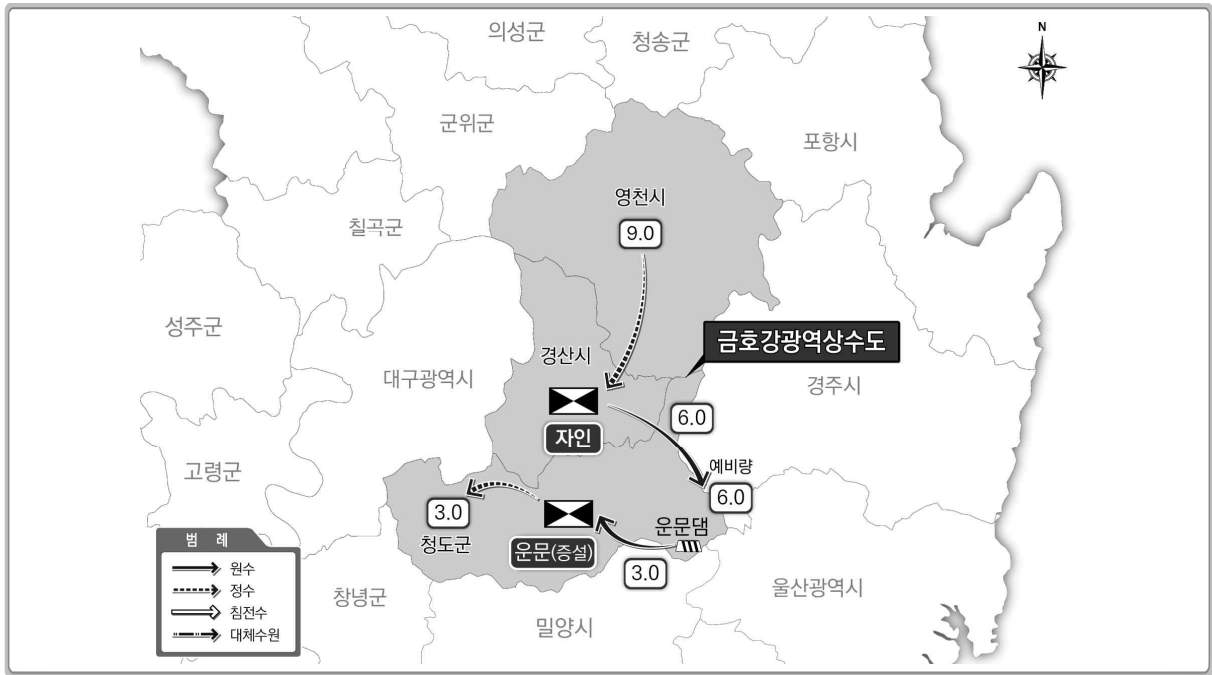 의성군
청송군
N
군위군
포항시
영천시
9.0
칠곡군
성주군
금호강광역상수도
경산시
대구광역시
경주시
6.0
자인
고령군
예비량
6.0
3.0
운문댐
청도군
운문(증설)
3.0
범 례
원수
정수
침전수
대체수원
창녕군
밀양시
울산광역시